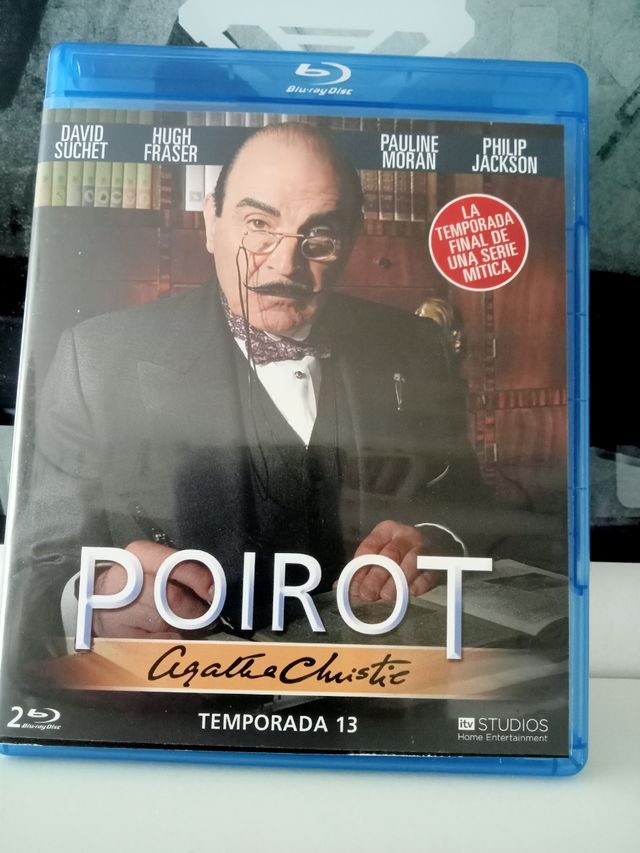 Blu-ray Disc
DAVID SUCHET
HUGH FRASER
PAULINE MORAN
PHILIP JACKSON
LA
TEMPORADA
FINAL DE
UNA SERIE
MÍTICA
POIROT
Agatha Christie
TEMPORADA 13
2 Blu-ray Disc
itv STUDIOS
Home Entertainment